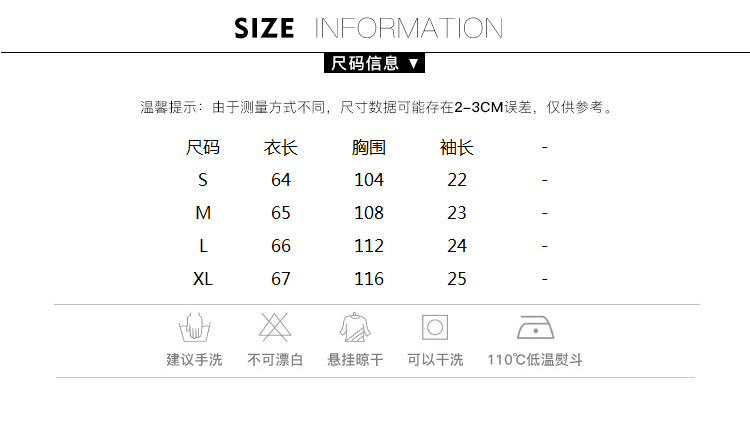 SIZE INFORMATION
尺码信息 ▼
温馨提示：由于测量方式不同，尺寸数据可能存在2-3CM误差，仅供参考。
尺码 衣长 胸围 袖长 -
S 64 104 22 -
M 65 108 23 -
L 66 112 24 -
XL 67 116 25 -
建议手洗 不可漂白 悬挂晾干 可以干洗 110℃低温熨斗